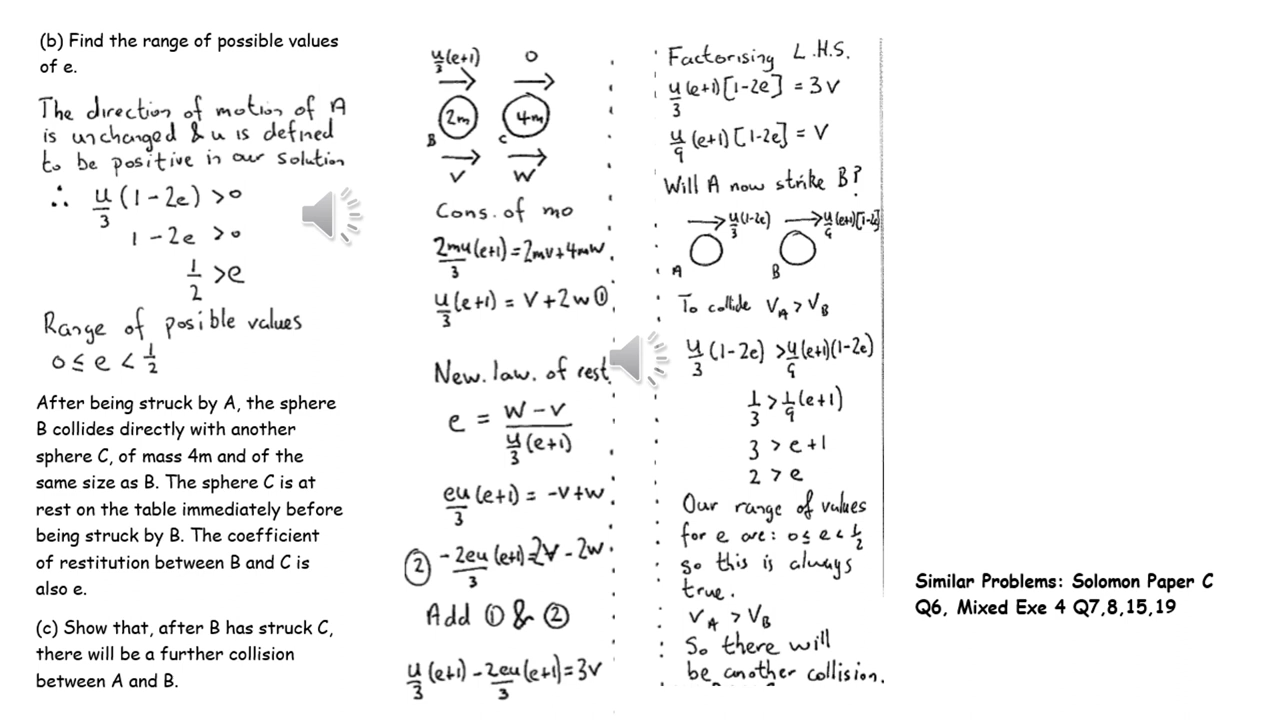 (b) Find the range of possible values
of e.
The direction of motion of A
is unchanged & u is defined
to be positive in our solution
∴ u/3 (1 - 2e) > 0
1 - 2e > 0
1/2 > e
Range of posible values
0 ≤ e < 1/2
After being struck by A, the sphere
B collides directly with another
sphere C, of mass 4m and of the
same size as B. The sphere C is at
rest on the table immediately before
being struck by B. The coefficient
of restitution between B and C is
also e.
(c) Show that, after B has struck C,
there will be a further collision
between A and B.
u/3 (e+1) 0
2m 4m
B C
V W
Cons. of mo
2mu/3 (e+1) = 2mv + 4mw
u/3 (e+1) = V + 2w ①
New. law. of rest
e = (W - V) / (u/3 (e+1))
eu/3 (e+1) = -V + w
② -2eu/3 (e+1) = 2V - 2w
Add ① & ②
u/3 (e+1) - 2eu/3 (e+1) = 3V
Factorising L.H.S.
u/3 (e+1) [1-2e] = 3V
u/9 (e+1) [1-2e] = V
Will A now strike B?
u/3 (1-2e) u/9 (e+1)[1-2e]
A B
To collide VA > VB
u/3 (1-2e) > u/9 (e+1)(1-2e)
1/3 > 1/9 (e+1)
3 > e+1
2 > e
Our range of values
for e are: 0 ≤ e < 1/2
so this is always
true.
VA > VB
So there will
be another collision.
Similar Problems: Solomon Paper C
Q6, Mixed Exe 4 Q7,8,15,19